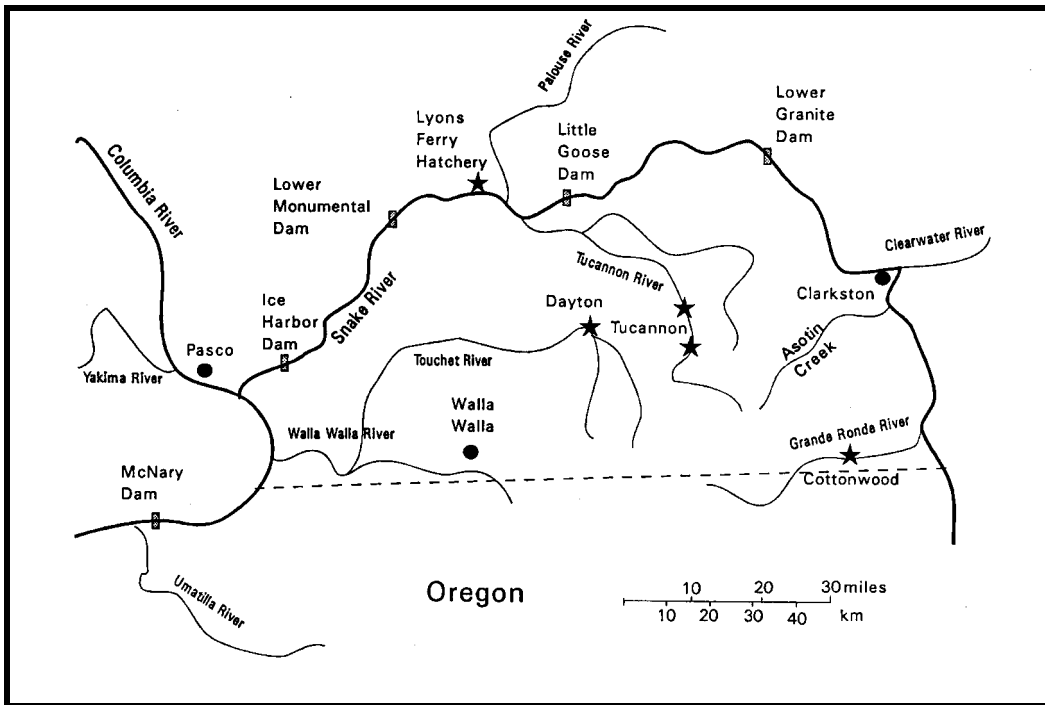 Palouse River
Lower
Granite
Dam
Lyons
Ferry
Hatchery
Little
Goose
Dam
Columbia River
Lower
Monumental
Dam
Clearwater River
Tucannon River
Clarkston
Ice
Harbor
Dam
Snake River
Dayton
Tucannon
Asotin
Creek
Pasco
Yakima River
Touchet River
Walla
Walla
Walla Walla River
Grande Ronde River
McNary
Dam
Cottonwood
Umatilla River
Oregon
10 20 30 miles
10 20 30 40 km